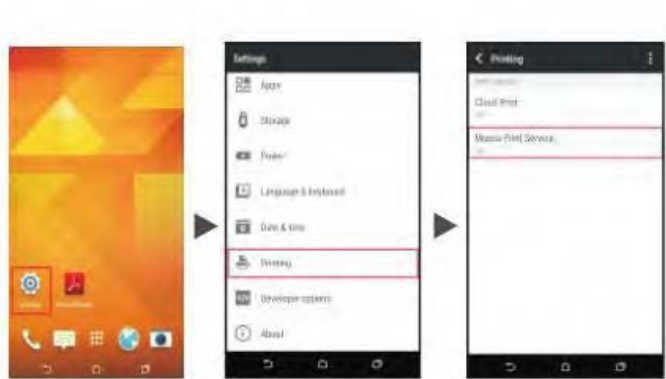 Settings
Apps
Storage
Power
Language & keyboard
Date & time
Printing
Developer options
About
Printing
Cloud Print
Mopria Print Service